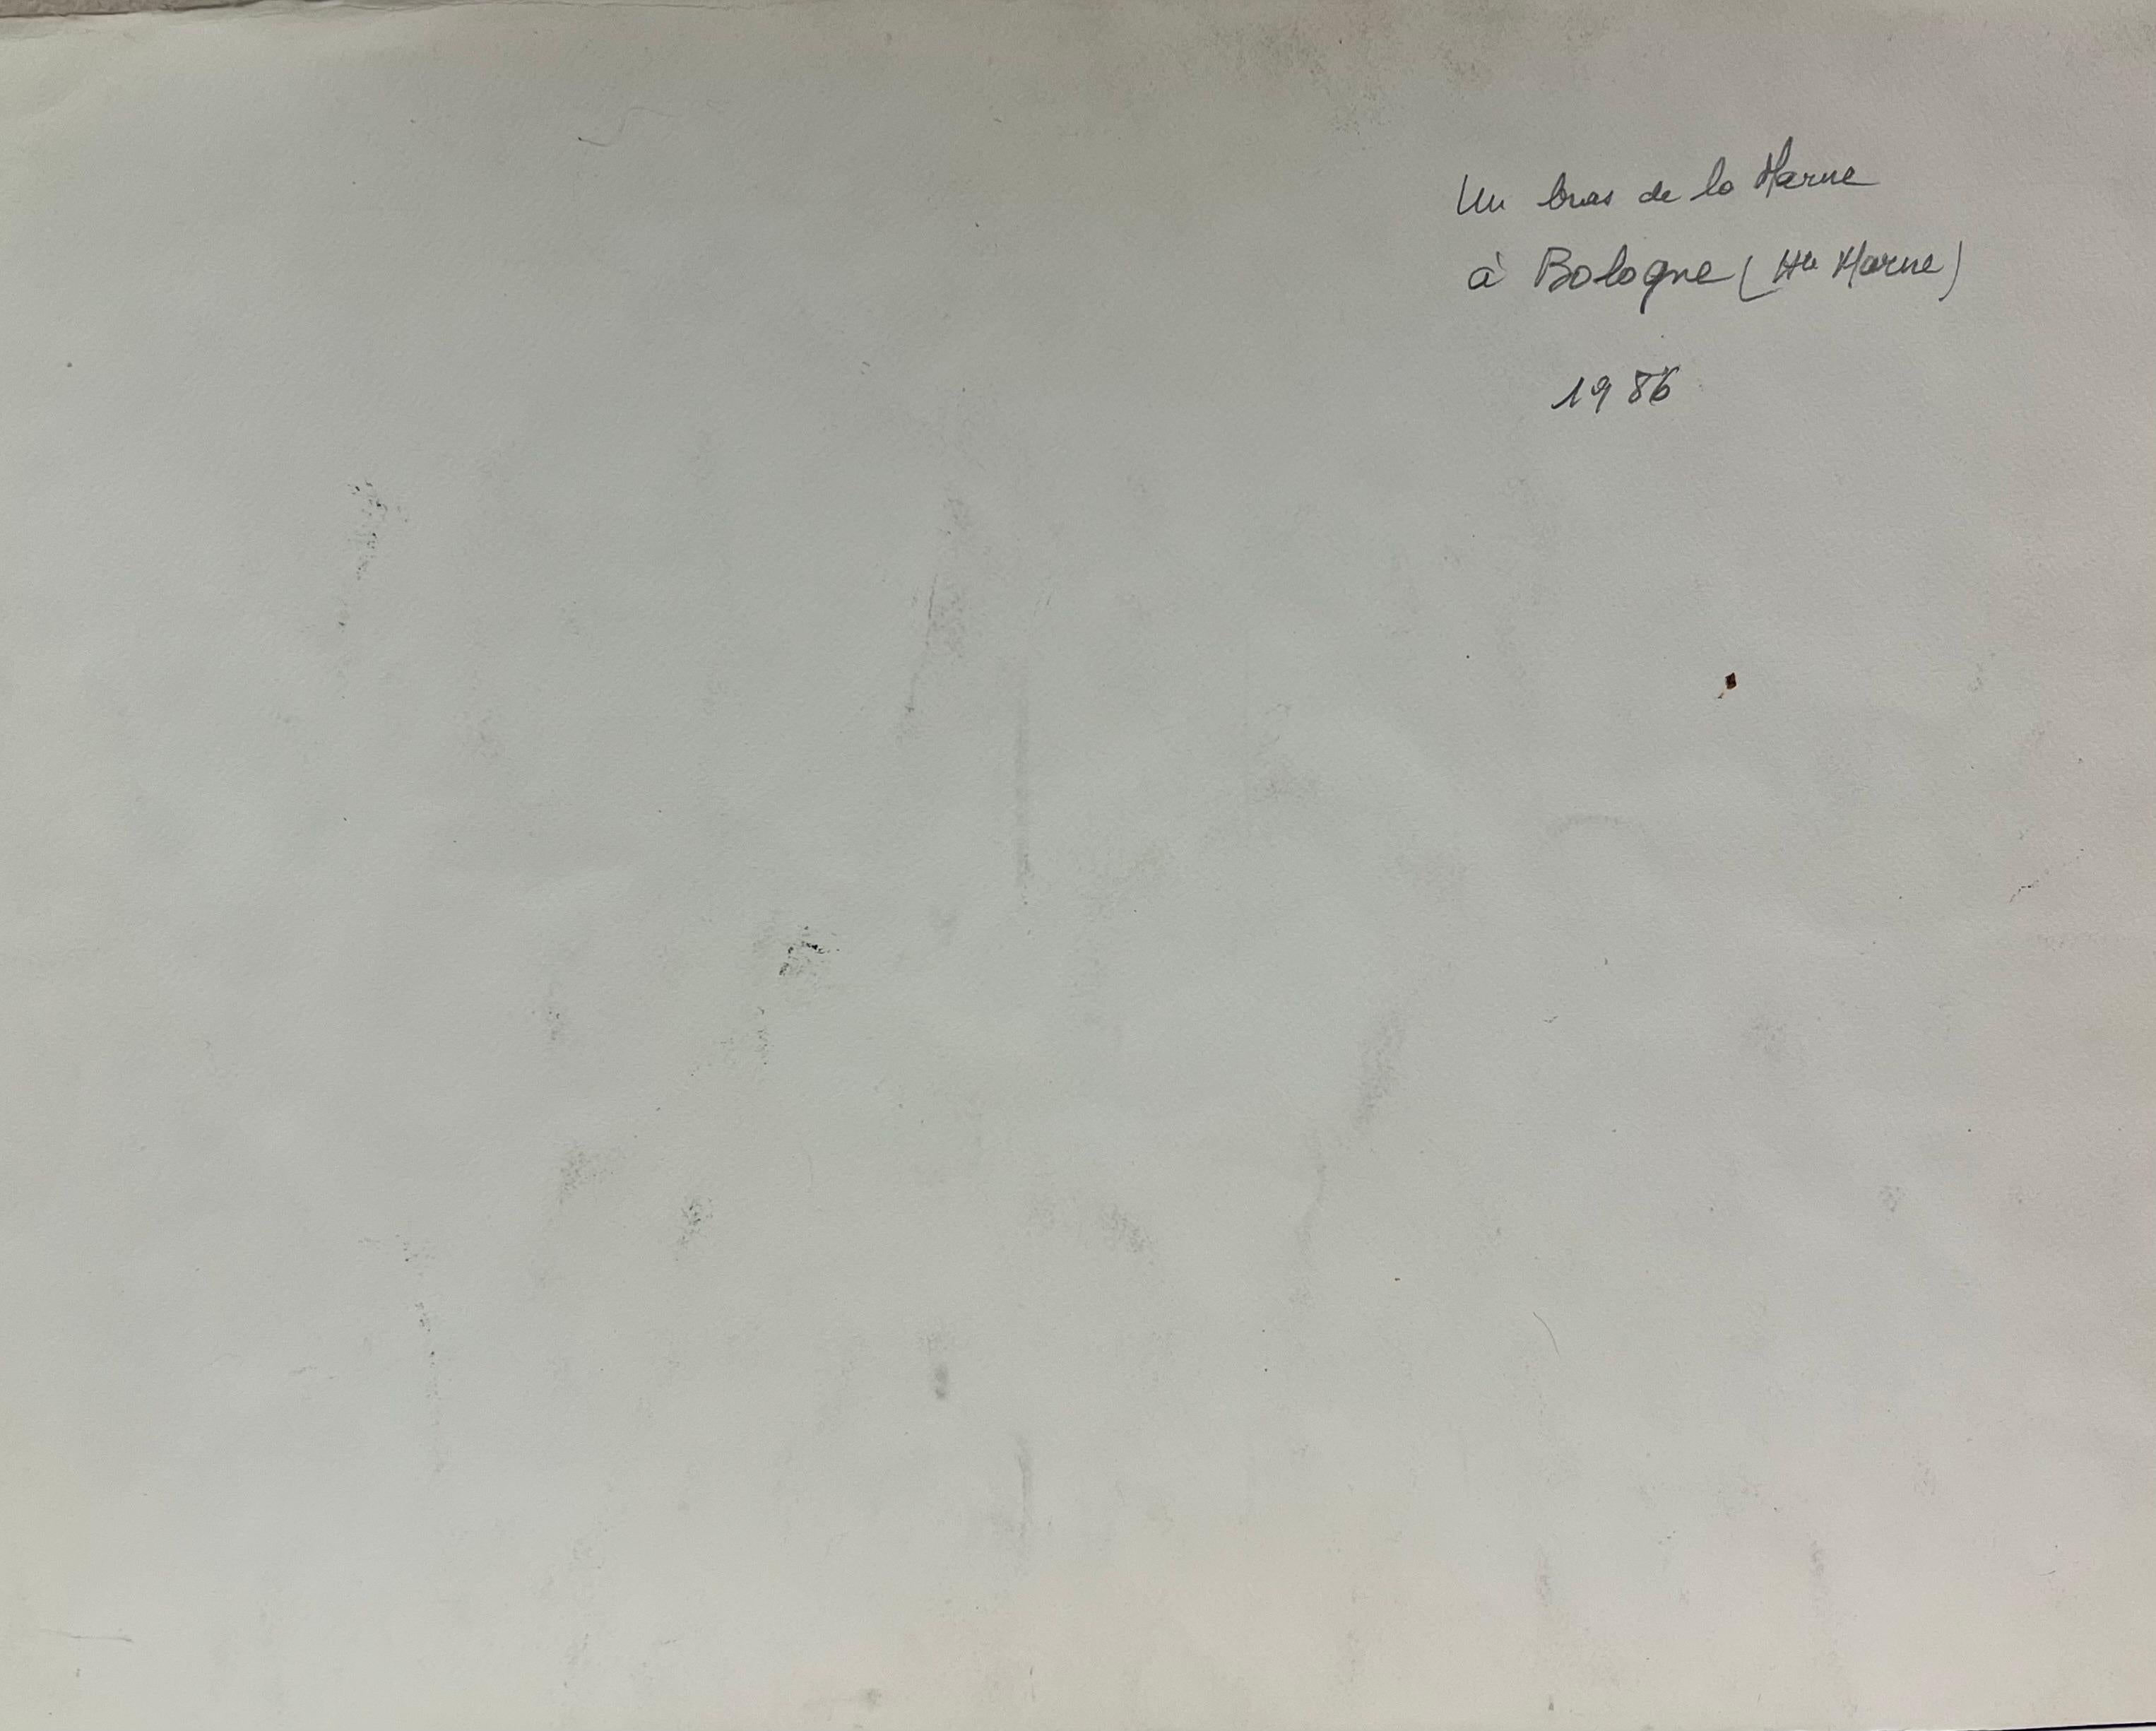 Un bras de la Marne
à Bologne (Hte Marne)
1986